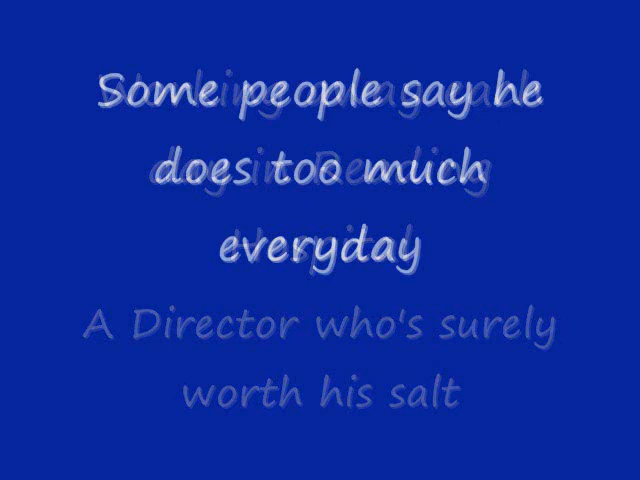 Some people say he
does too much
everyday
A Director who's surely
worth his salt